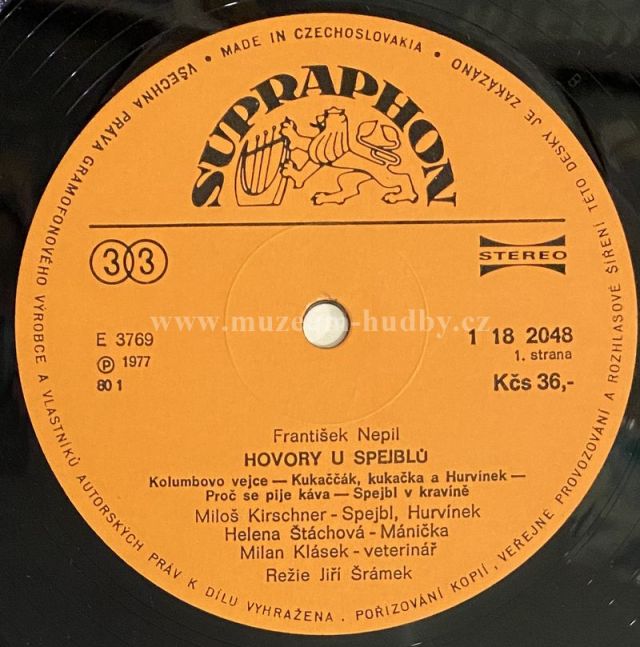 VŠECHNA PRÁVA GRAMOFONOVÉHO VÝROBCE A VLASTNÍKŮ AUTORSKÝCH PRÁV K DÍLU VYHRAŽENA . POŘIZOVÁNÍ KOPIÍ, VEŘEJNÉ PROVOZOVÁNÍ A ROZHLASOVÉ ŠÍŘENÍ TÉTO DESKY JE ZAKÁZÁNO • MADE IN CZECHOSLOVAKIA •
SUPRAPHON
33
STEREO
www.muzeum-hudby.cz
E 3769
1 18 2048
Ⓟ 1977
1. strana
80 1
Kčs 36,-
František Nepil
HOVORY U SPEJBLŮ
Kolumbovo vejce — Kukaččák, kukačka a Hurvínek —
Proč se pije káva — Spejbl v kravíně
Miloš Kirschner - Spejbl, Hurvínek
Helena Štáchová - Mánička
Milan Klásek - veterinář
Režie Jiří Šrámek